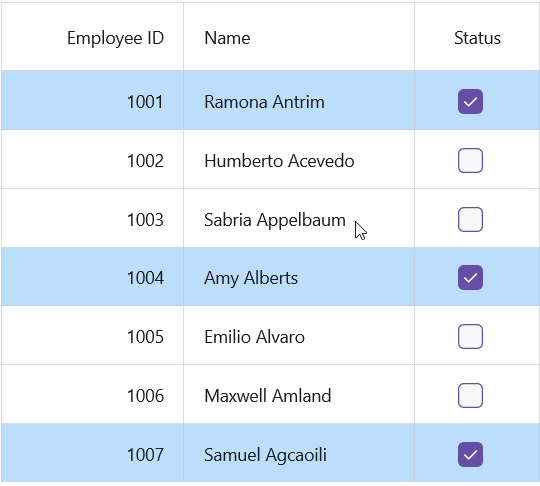 Employee ID Name Status
1001 Ramona Antrim
1002 Humberto Acevedo
1003 Sabria Appelbaum
1004 Amy Alberts
1005 Emilio Alvaro
1006 Maxwell Amland
1007 Samuel Agcaoili